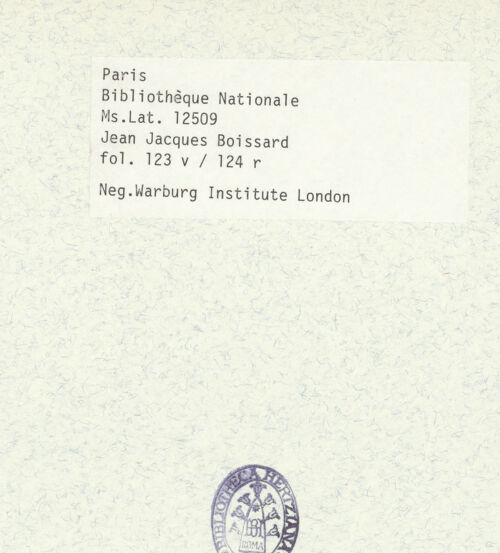 Paris
Bibliothèque Nationale
Ms.Lat. 12509
Jean Jacques Boissard
fol. 123 v / 124 r
Neg.Warburg Institute London
BIBLIOTHECA HERTZIANA
ROMA